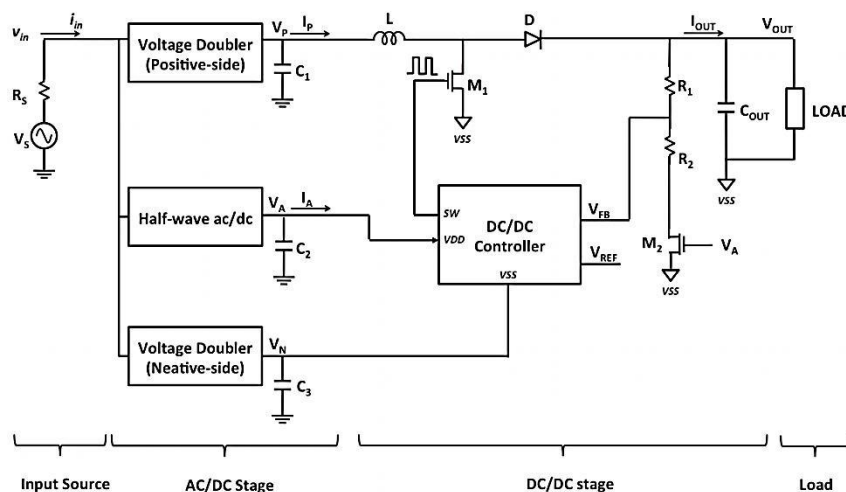 v_in
i_in
R_S
V_S
Voltage Doubler
(Positive-side)
V_P
I_P
C_1
L
D
M_1
VSS
I_OUT
V_OUT
R_1
R_2
C_OUT
LOAD
VSS
Half-wave ac/dc
V_A
I_A
C_2
SW
VDD
DC/DC
Controller
VSS
V_FB
V_REF
M_2
V_A
VSS
Voltage Doubler
(Neative-side)
V_N
C_3
Input Source
AC/DC Stage
DC/DC stage
Load